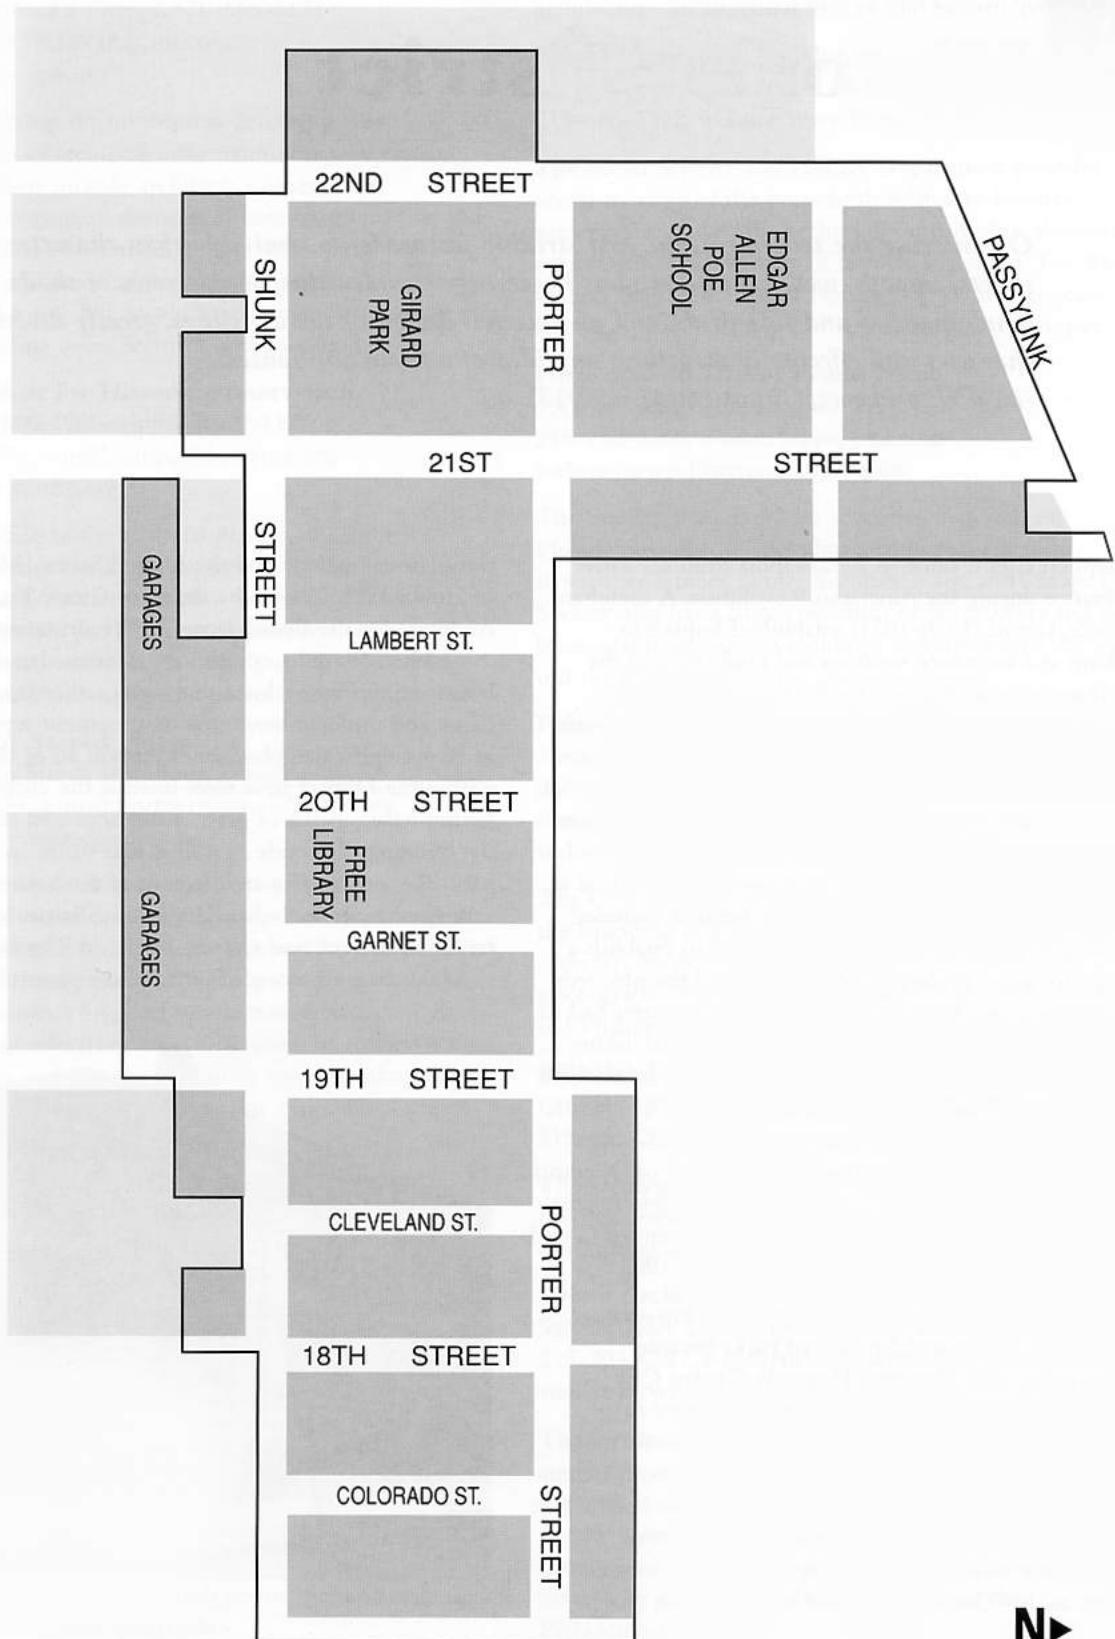 22ND STREET
SHUNK
GIRARD
PARK
PORTER
EDGAR
ALLEN
POE
SCHOOL
PASSYUNK
21ST STREET
GARAGES
STREET
LAMBERT ST.
20TH STREET
FREE
LIBRARY
GARAGES
GARNET ST.
19TH STREET
CLEVELAND ST.
PORTER
18TH STREET
COLORADO ST.
STREET
N